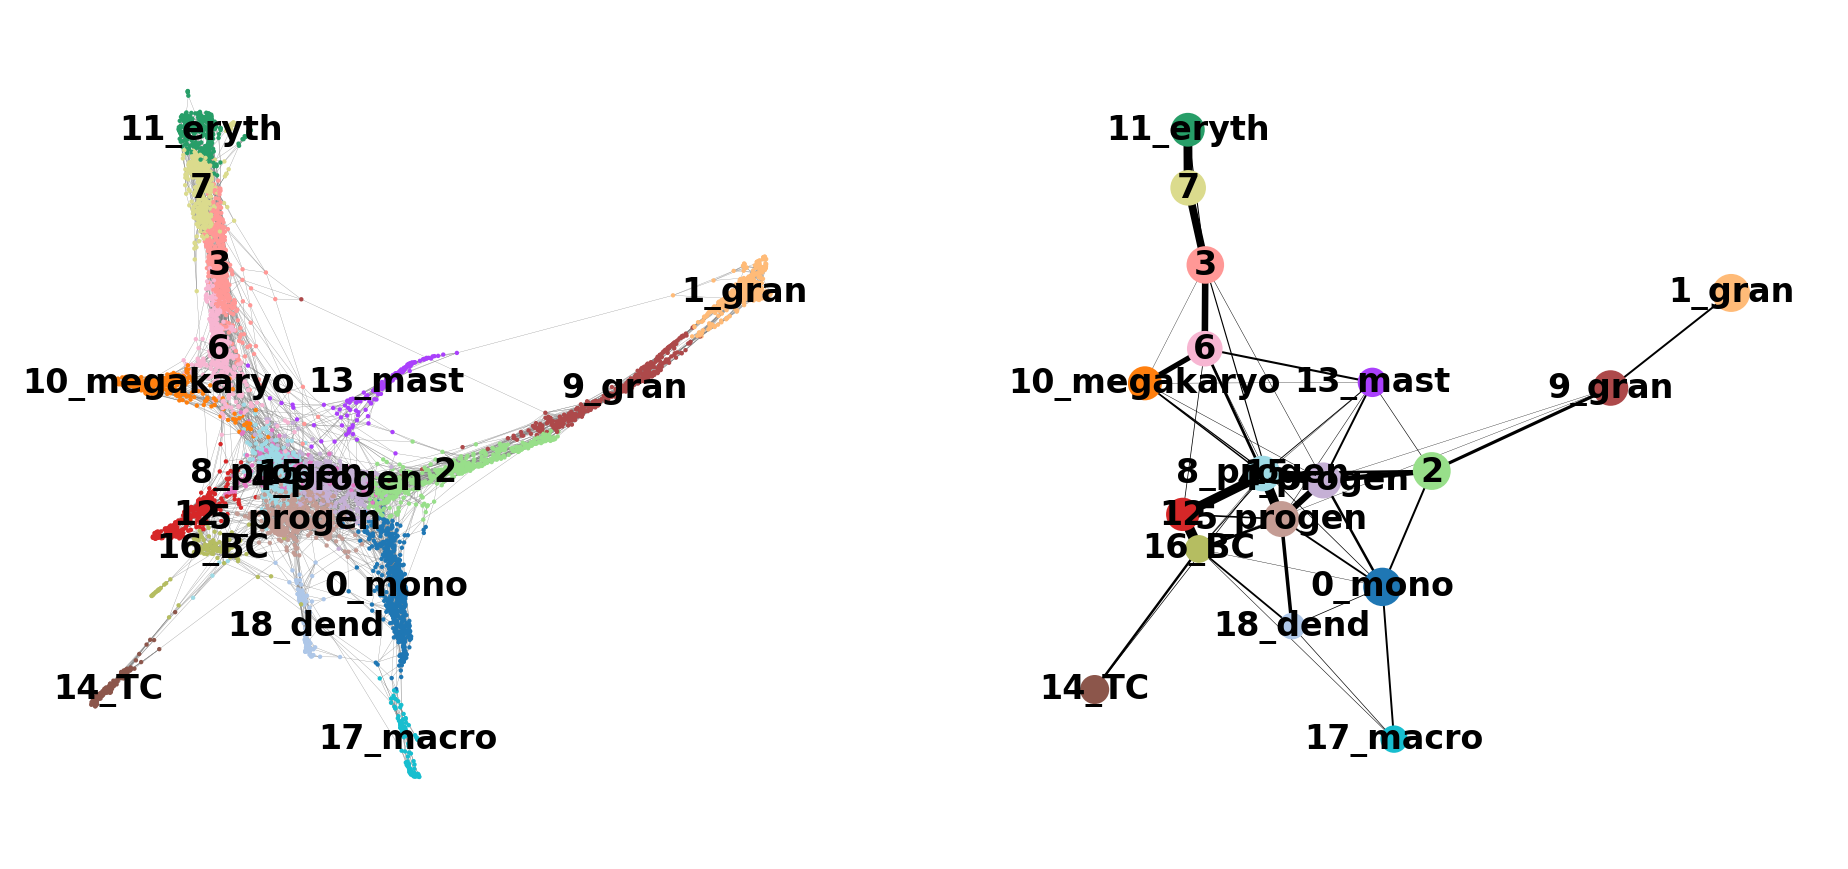 11_eryth
7
3
6
10_megakaryo
13_mast
1_gran
9_gran
8_progen
15
4_progen
2
12
5_progen
16_BC
0_mono
18_dend
14_TC
17_macro
11_eryth
7
3
6
10_megakaryo
13_mast
1_gran
9_gran
8_progen
15
progen
2
12
5_progen
16_BC
0_mono
18_dend
14_TC
17_macro